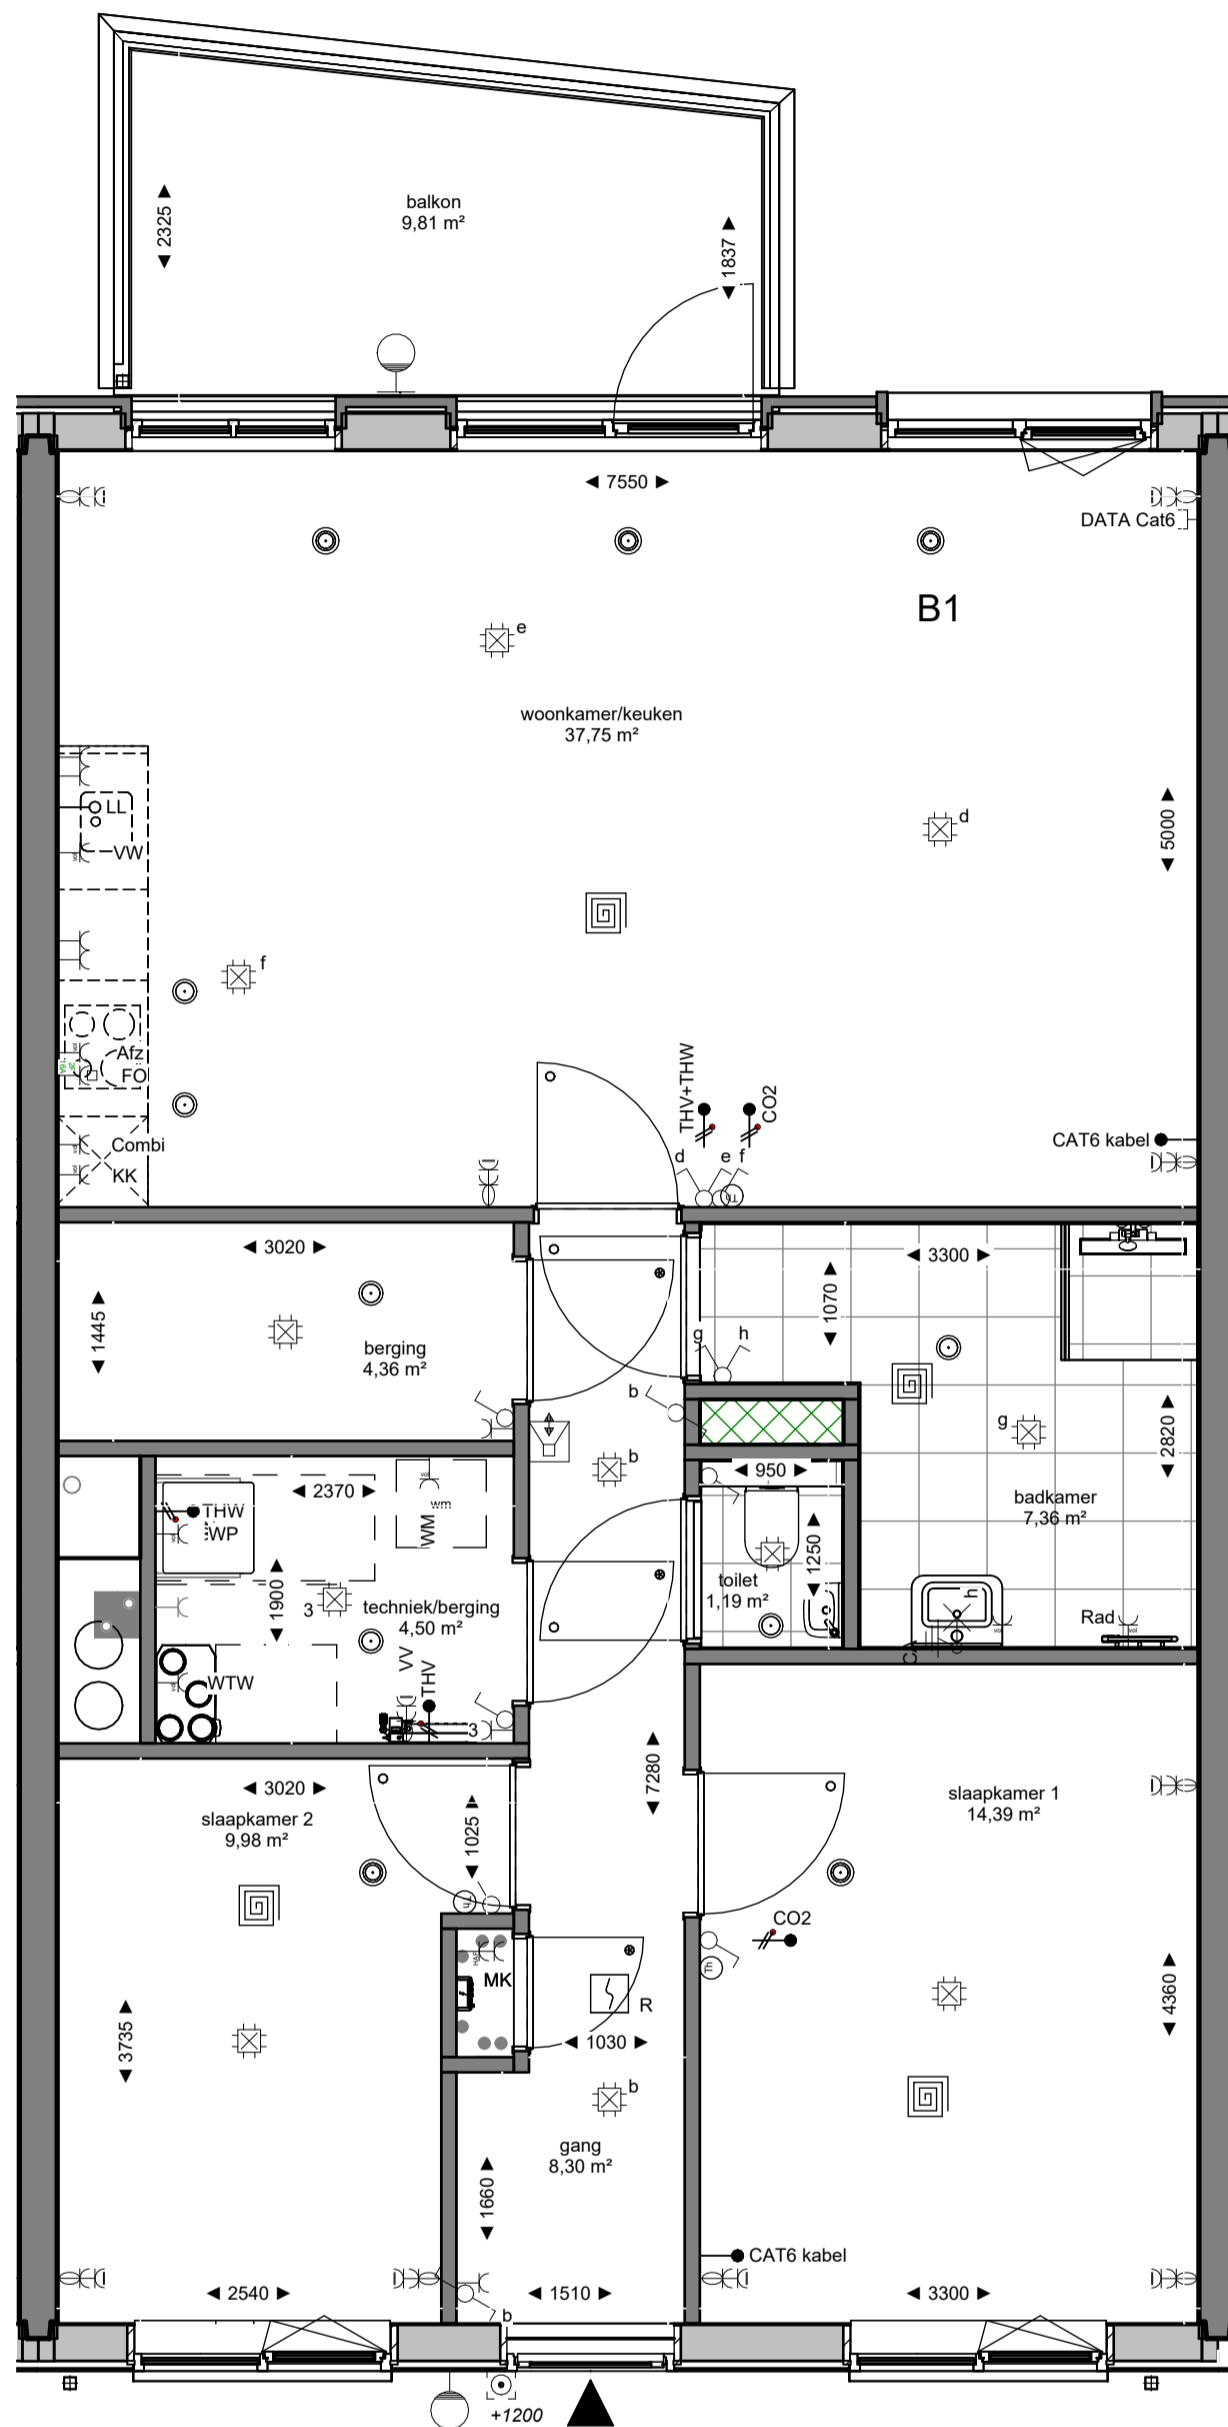 balkon
9,81 m²
2325
1837
7550
DATA Cat6
B1
e
woonkamer/keuken
37,75 m²
LL
VW
d
5000
f
Afz
FO
Combi
KK
THV+THW
CO2
d
e f
CAT6 kabel
3020
1445
berging
4,36 m²
3300
1070
g
h
b
b
g
2820
badkamer
7,36 m²
950
1250
toilet
1,19 m²
h
Rad
2370
THW
WP
WM
wm
1900
3
techniek/berging
4,50 m²
WTW
VV
THV
3
7280
3020
slaapkamer 2
9,98 m²
1025
slaapkamer 1
14,39 m²
CO2
Th
MK
R
1030
3735
4360
b
gang
8,30 m²
1660
CAT6 kabel
2540
1510
3300
b
+1200